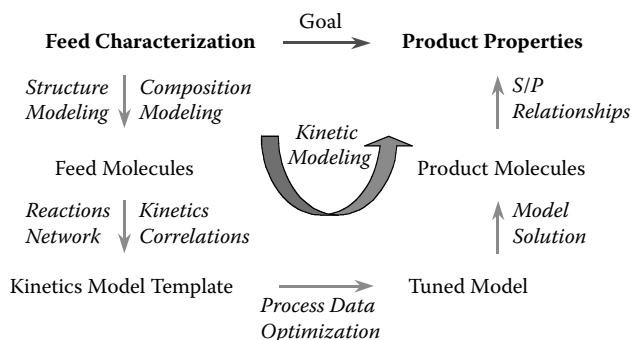 Goal
Feed Characterization
Product Properties
Structure Modeling
Composition Modeling
S/P Relationships
Kinetic Modeling
Feed Molecules
Product Molecules
Reactions Network
Kinetics Correlations
Model Solution
Kinetics Model Template
Tuned Model
Process Data Optimization